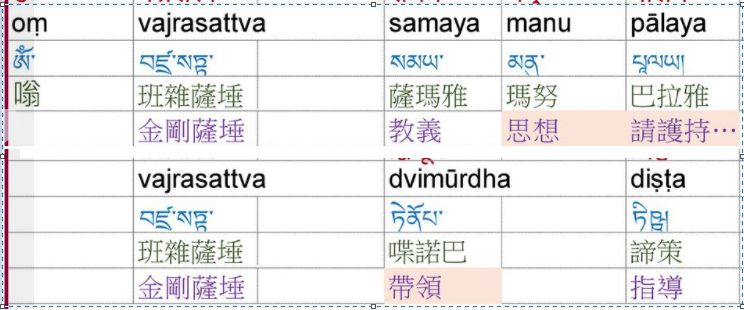 oṃ vajrasattva samaya manu pālaya
ཨོཾ་ བཛྲ་སཏྭ་ སམཡ་ མནུ་ པཱལཡ།
嗡 班雜薩埵 薩瑪雅 瑪努 巴拉雅
金剛薩埵 教義 思想 請護持…
vajrasattva dvimūrdha diṣṭa
བཛྲ་སཏྭ་ ཏེནོཔ་ ཏིཥྛ
班雜薩埵 喋諾巴 諦策
金剛薩埵 帶領 指導